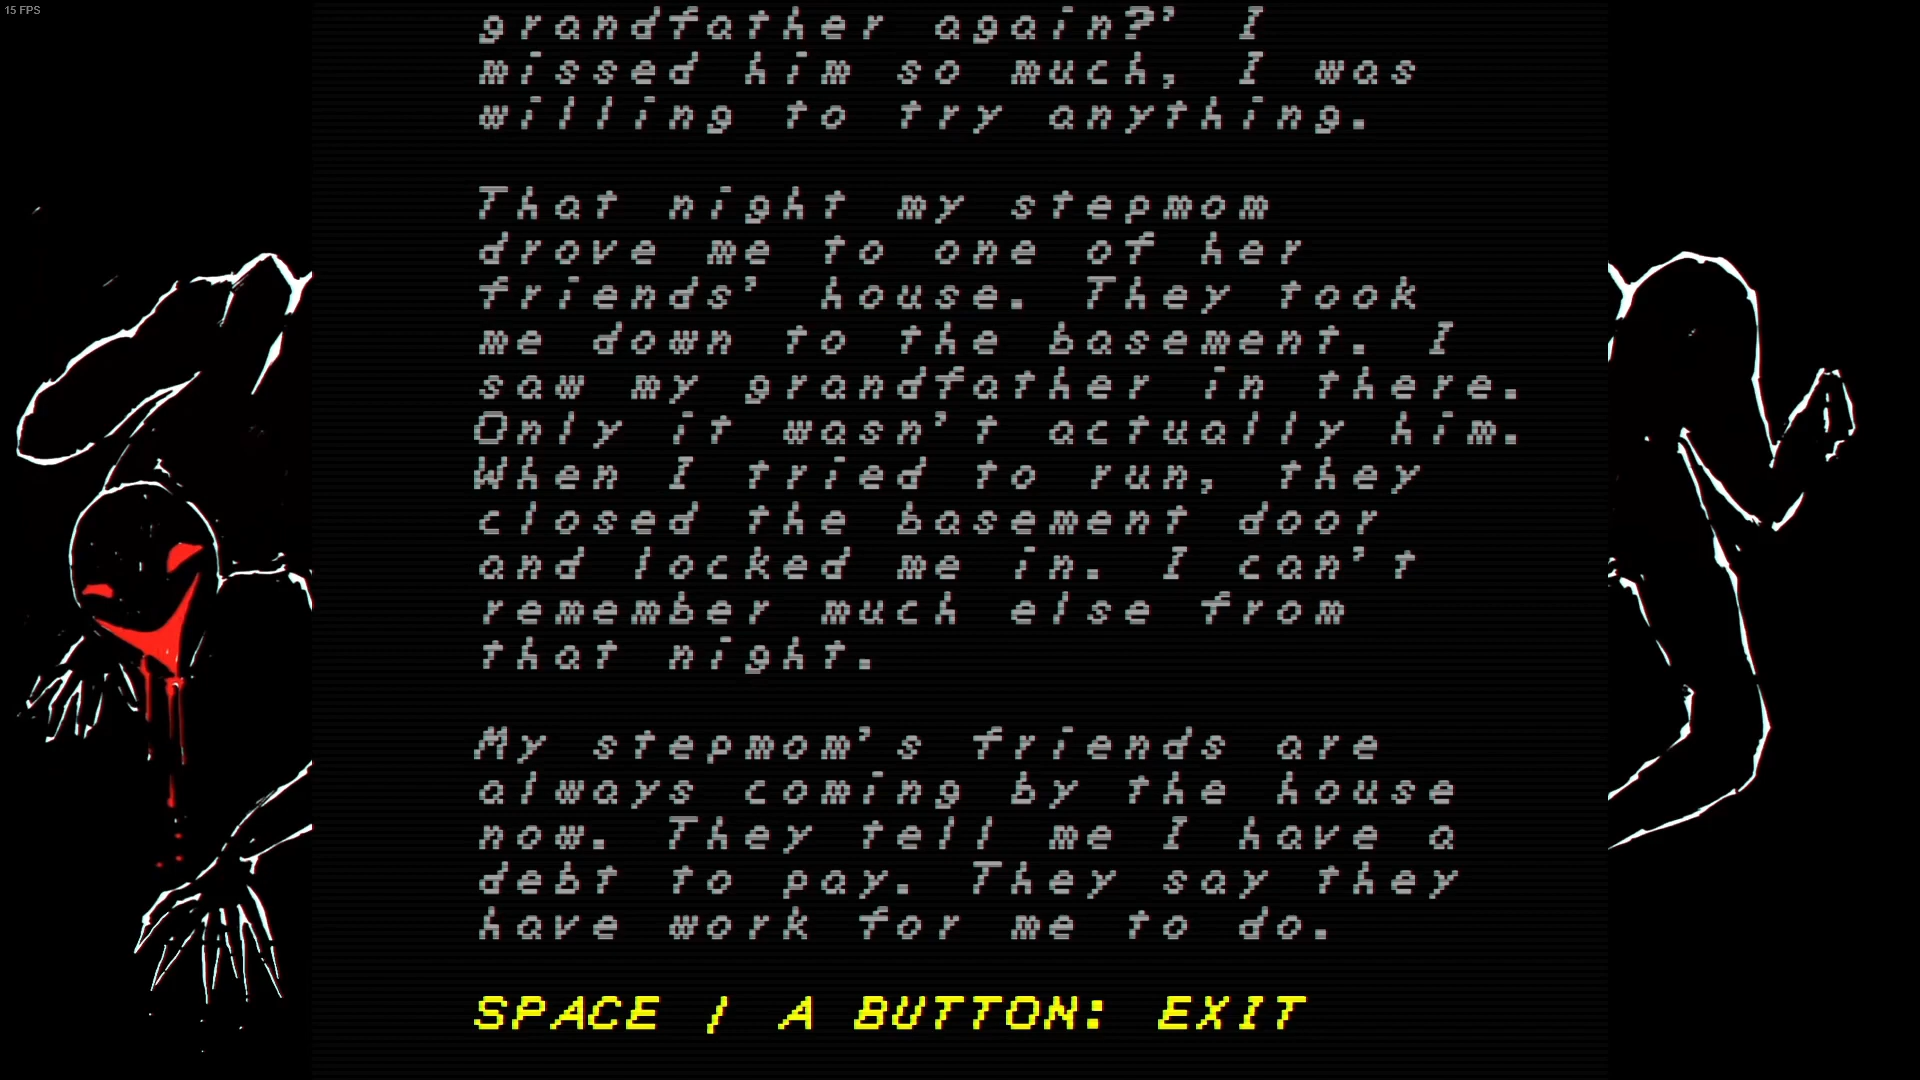 15 FPS
grandfather again?' I
missed him so much, I was
willing to try anything.
That night my stepmom
drove me to one of her
friends' house. They took
me down to the basement. I
saw my grandfather in there.
Only it wasn't actually him.
When I tried to run, they
closed the basement door
and locked me in. I can't
remember much else from
that night.
My stepmom's friends are
always coming by the house
now. They tell me I have a
debt to pay. They say they
have work for me to do.
SPACE / A BUTTON: EXIT